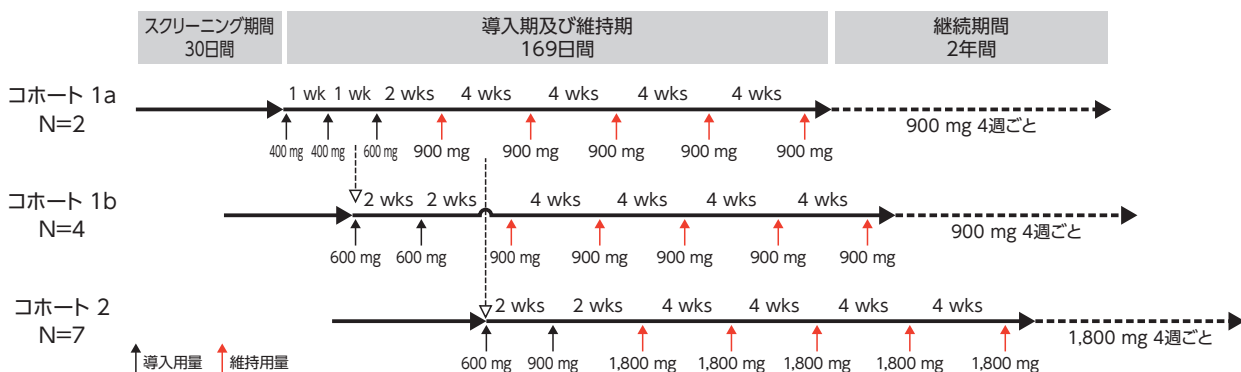 スクリーニング期間
30日間
導入期及び維持期
169日間
継続期間
2年間
コホート 1a
N=2
1 wk 1 wk 2 wks 4 wks 4 wks 4 wks 4 wks
400 mg 400 mg 600 mg 900 mg 900 mg 900 mg 900 mg 900 mg
900 mg 4週ごと
コホート 1b
N=4
2 wks 2 wks 4 wks 4 wks 4 wks 4 wks
600 mg 600 mg 900 mg 900 mg 900 mg 900 mg 900 mg
900 mg 4週ごと
コホート 2
N=7
2 wks 2 wks 4 wks 4 wks 4 wks 4 wks
600 mg 900 mg 1,800 mg 1,800 mg 1,800 mg 1,800 mg 1,800 mg
1,800 mg 4週ごと
導入用量 維持用量